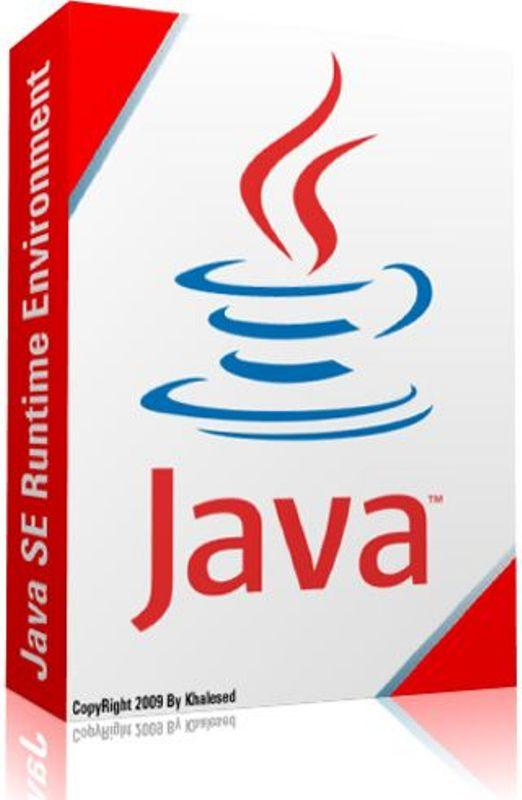 Java SE Runtime Environment
Java™
CopyRight 2009 By Khalesed